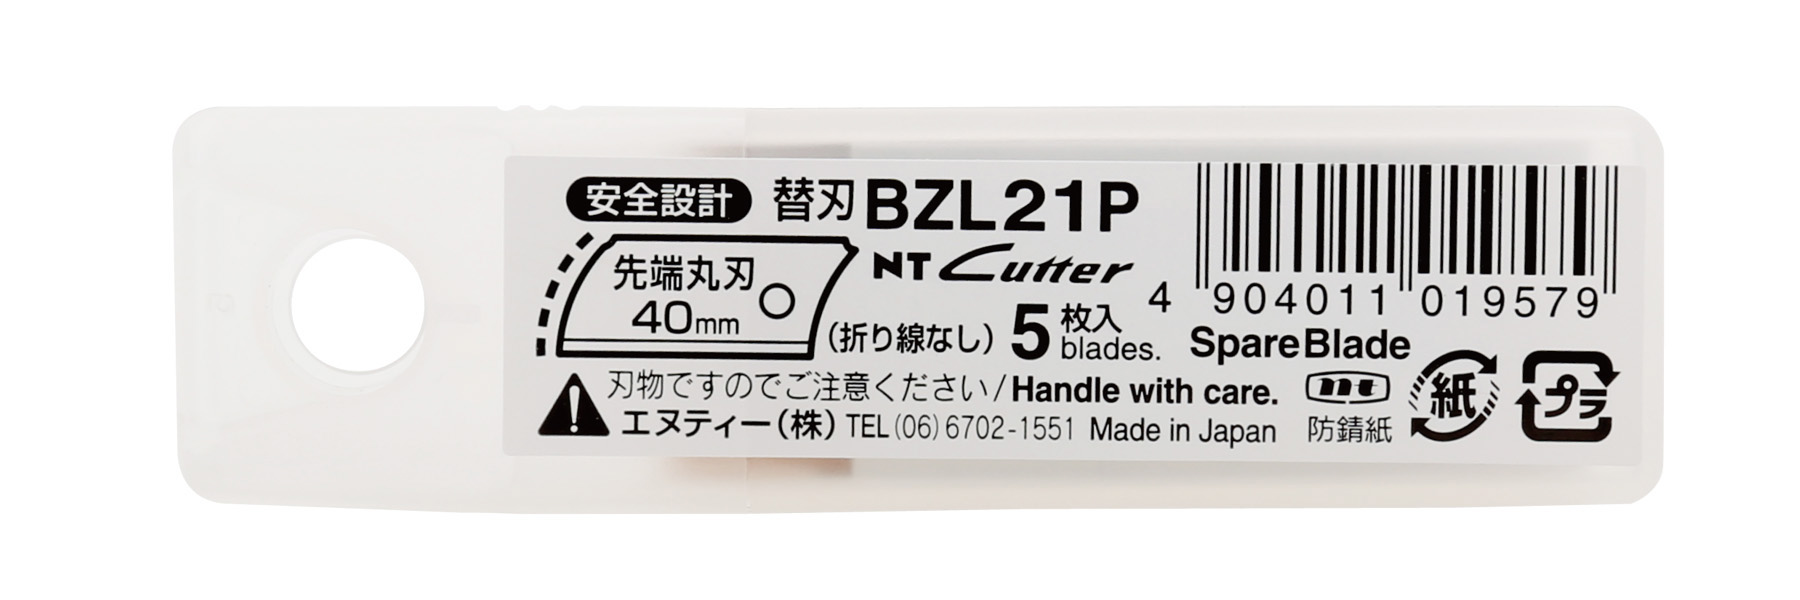 安全設計 替刃 BZL21P
先端丸刃
40mm
NT Cutter
(折り線なし) 5 枚入
blades.
4 904011 019579
Spare Blade
刃物ですのでご注意ください/Handle with care.
エヌティー(株) TEL(06)6702-1551 Made in Japan
nt
防錆紙
紙
プラ